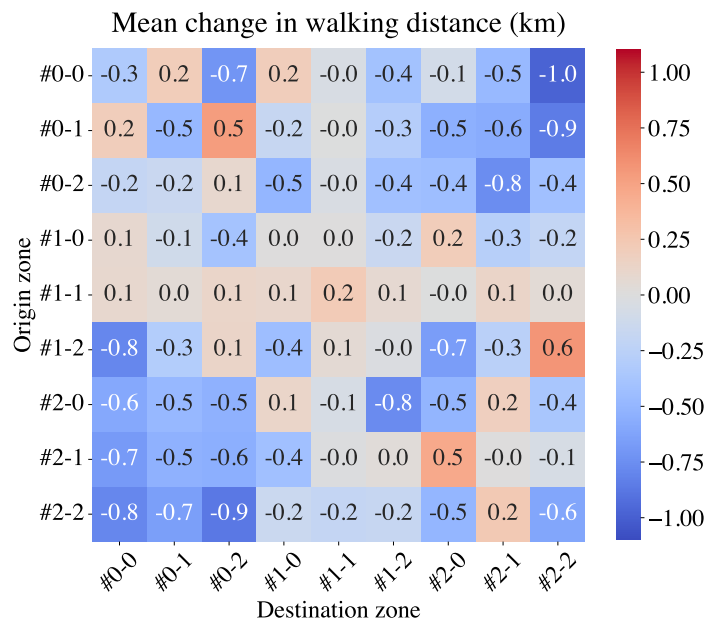 Mean change in walking distance (km)
#0-0 -0.3 0.2 -0.7 0.2 -0.0 -0.4 -0.1 -0.5 -1.0
#0-1 0.2 -0.5 0.5 -0.2 -0.0 -0.3 -0.5 -0.6 -0.9
#0-2 -0.2 -0.2 0.1 -0.5 -0.0 -0.4 -0.4 -0.8 -0.4
#1-0 0.1 -0.1 -0.4 0.0 0.0 -0.2 0.2 -0.3 -0.2
#1-1 0.1 0.0 0.1 0.1 0.2 0.1 -0.0 0.1 0.0
#1-2 -0.8 -0.3 0.1 -0.4 0.1 -0.0 -0.7 -0.3 0.6
#2-0 -0.6 -0.5 -0.5 0.1 -0.1 -0.8 -0.5 0.2 -0.4
#2-1 -0.7 -0.5 -0.6 -0.4 -0.0 0.0 0.5 -0.0 -0.1
#2-2 -0.8 -0.7 -0.9 -0.2 -0.2 -0.2 -0.5 0.2 -0.6
#0-0 #0-1 #0-2 #1-0 #1-1 #1-2 #2-0 #2-1 #2-2
Destination zone
Origin zone
1.00
0.75
0.50
0.25
0.00
−0.25
−0.50
−0.75
−1.00